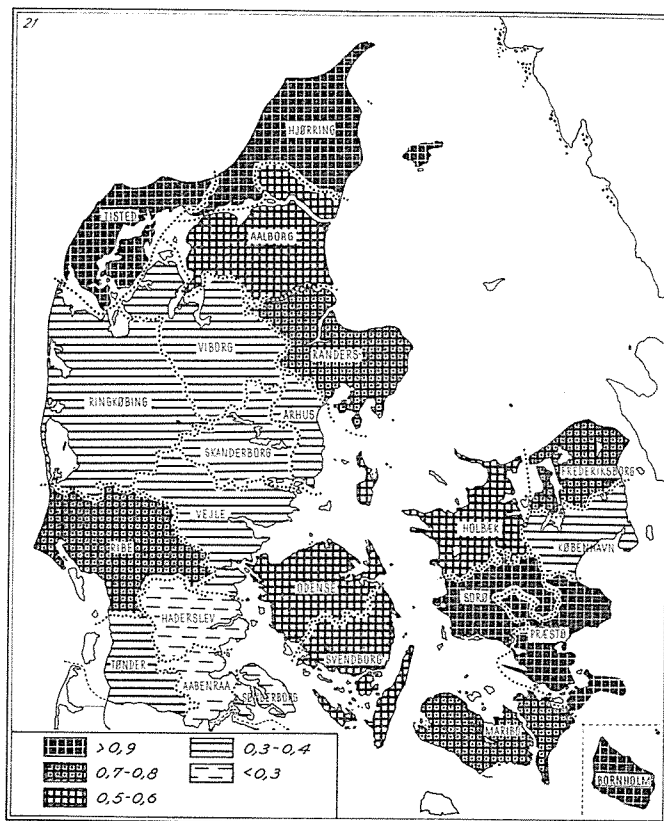 21
HJØRRING
TISTED
AALBORG
VIBORG
RANDERS
RINGKØBING
ÅRHUS
SKANDERBORG
FREDERIKSBORG
VEJLE
HOLBÆK
KØBENHAVN
RIBE
ODENSE
SORØ
HADERSLEV
PRÆSTØ
SVENDBORG
TØNDER
AABENRAA
SØNDERBORG
MARIBO
>0,9 0,3-0,4
0,7-0,8 <0,3
0,5-0,6
BORNHOLM